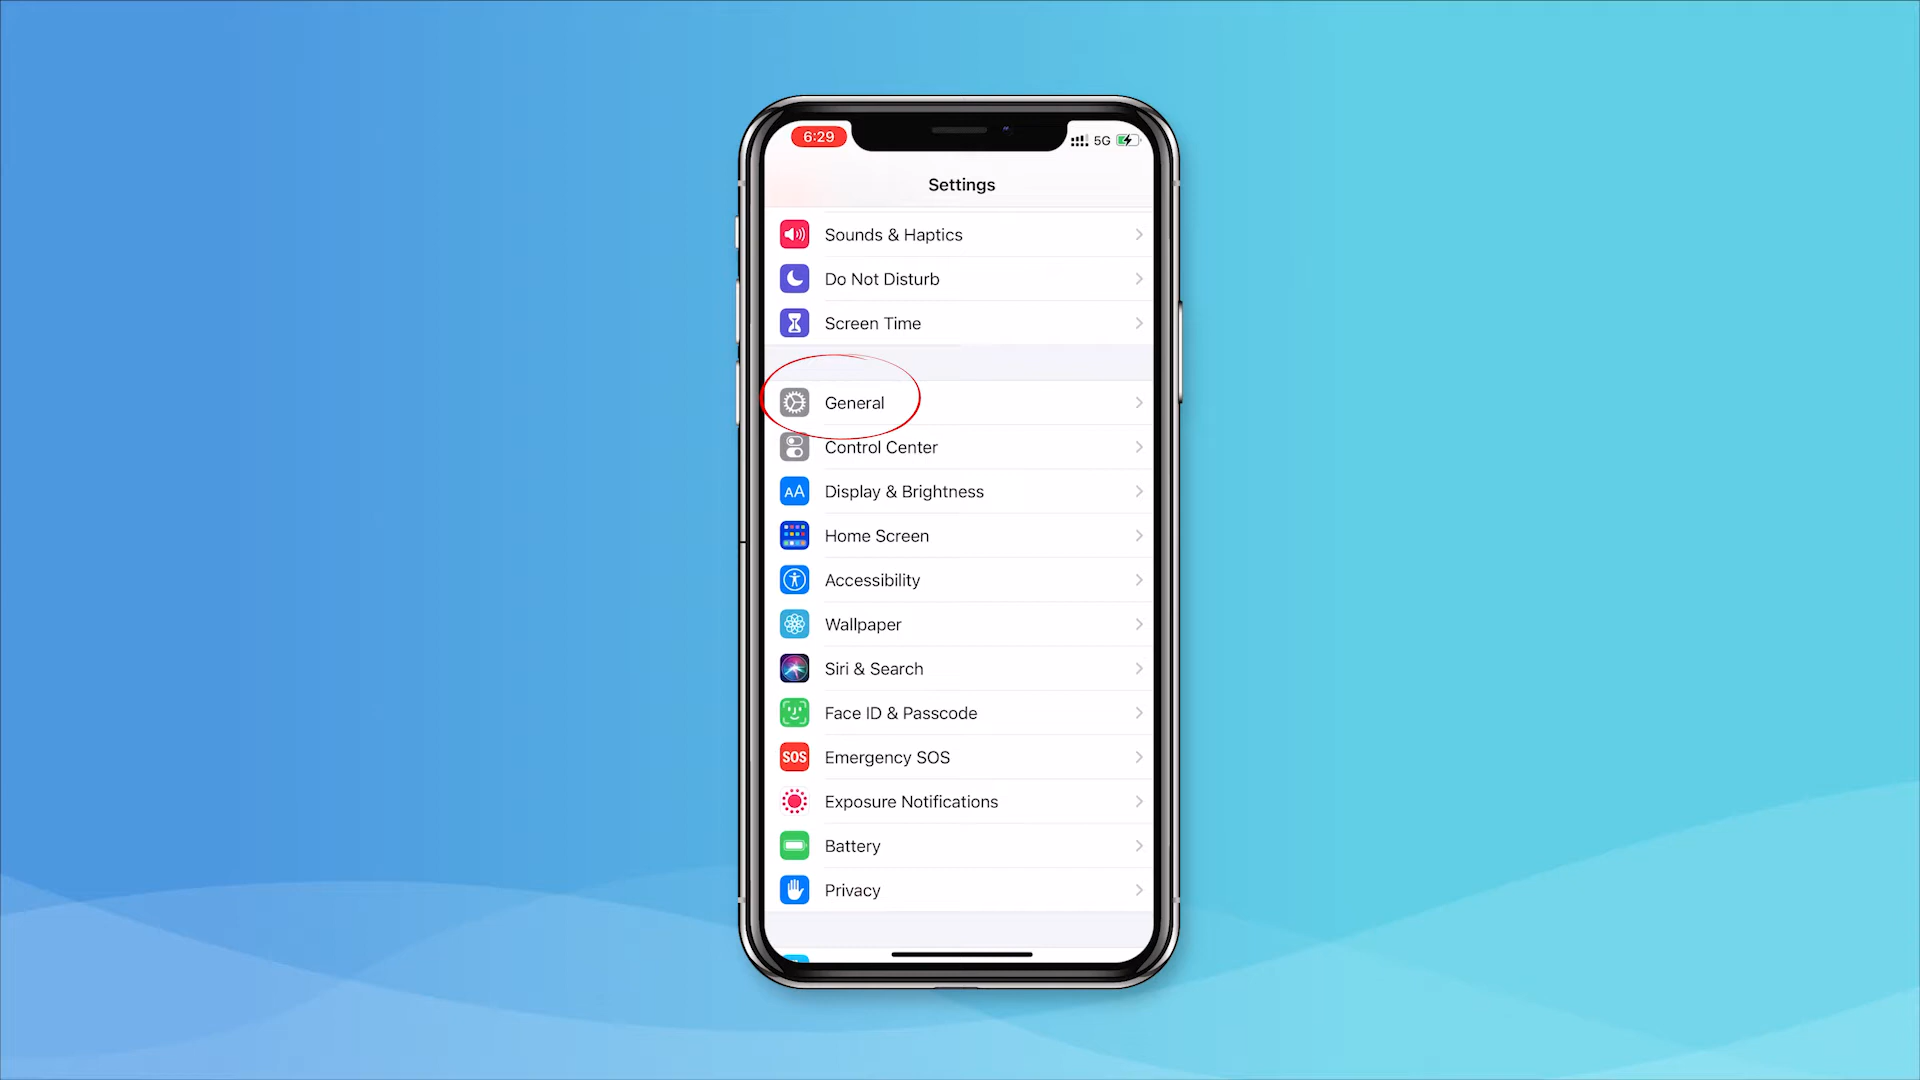 6:29
5G
Settings
Sounds & Haptics
Do Not Disturb
Screen Time
General
Control Center
AA Display & Brightness
Home Screen
Accessibility
Wallpaper
Siri & Search
Face ID & Passcode
SOS Emergency SOS
Exposure Notifications
Battery
Privacy